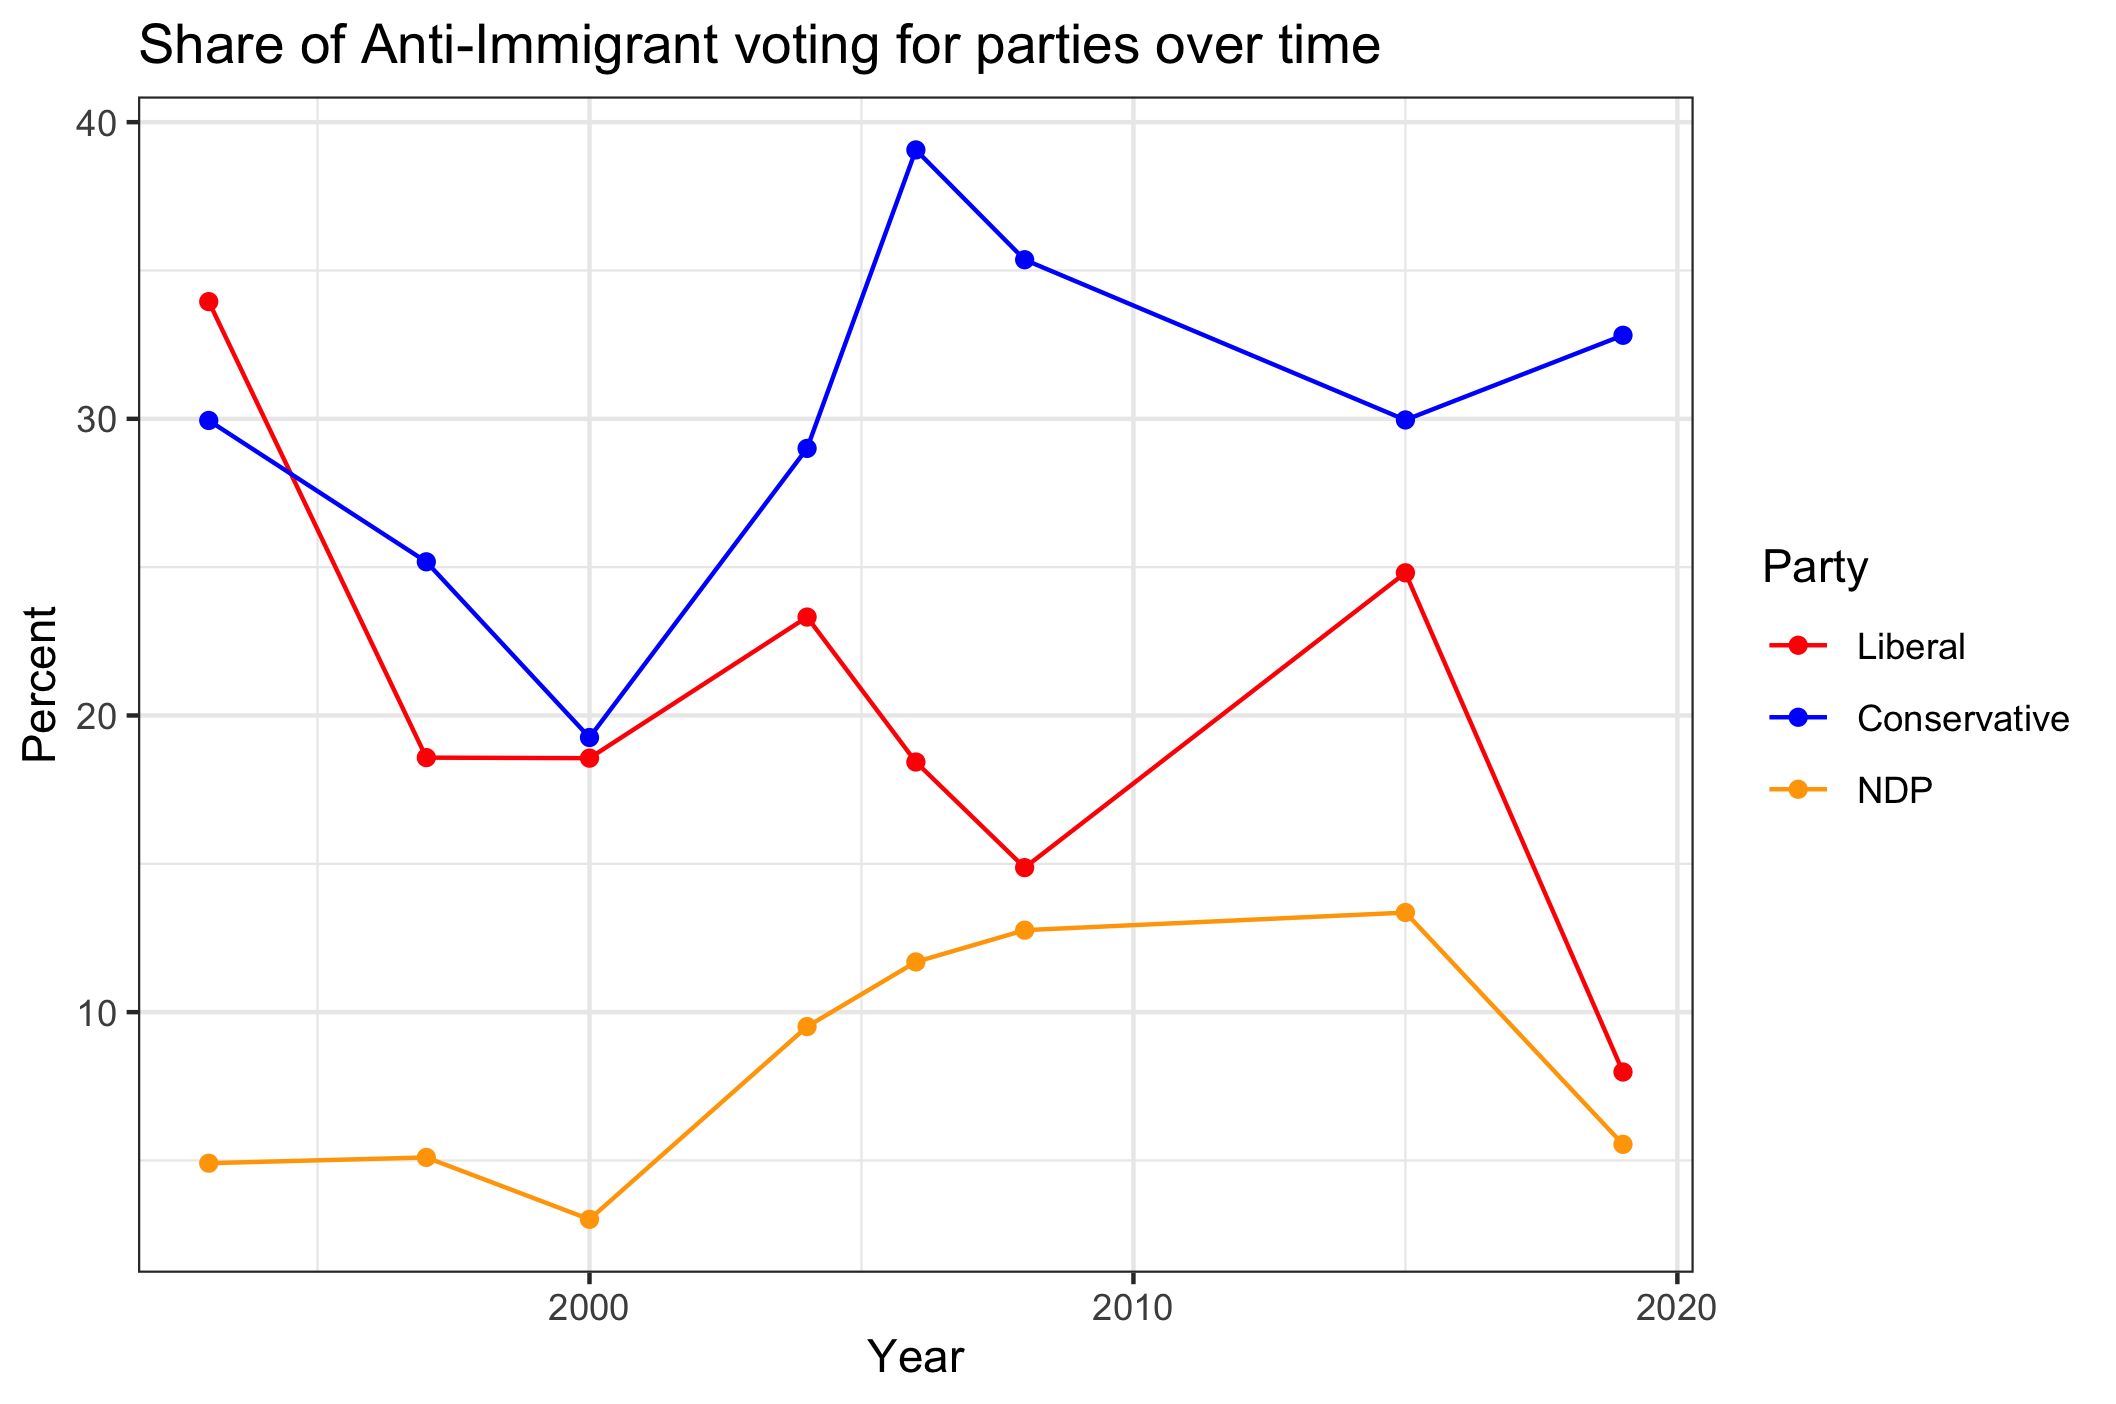 Share of Anti-Immigrant voting for parties over time
40
30
20
10
Percent
2000
2010
2020
Year
Party
Liberal
Conservative
NDP